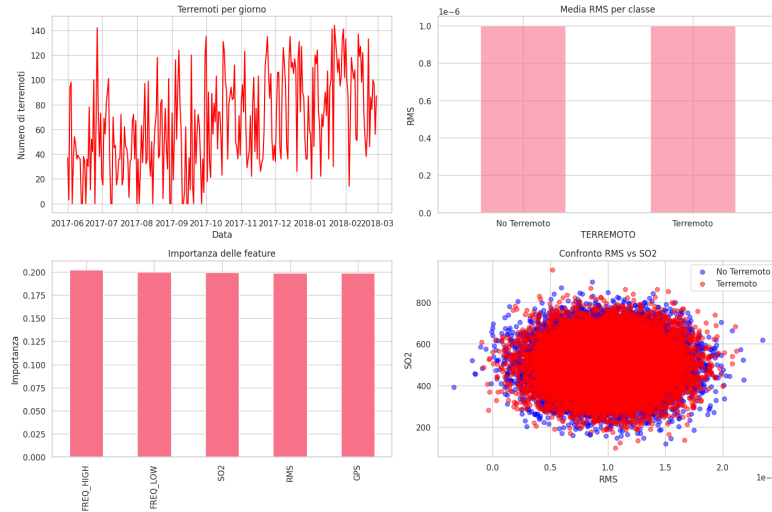 Terremoti per giorno
Numero di terremoti
140
120
100
80
60
40
20
0
2017-06 2017-07 2017-08 2017-09 2017-10 2017-11 2017-12 2018-01 2018-02 2018-03
Data
Media RMS per classe
1e−6
RMS
1.0
0.8
0.6
0.4
0.2
0.0
No Terremoto Terremoto
TERREMOTO
Importanza delle feature
Importanza
0.200
0.175
0.150
0.125
0.100
0.075
0.050
0.025
0.000
FREQ_HIGH FREQ_LOW SO2 RMS GPS
Confronto RMS vs SO2
No Terremoto
Terremoto
SO2
800
600
400
200
0.0 0.5 1.0 1.5 2.0
1e−
RMS